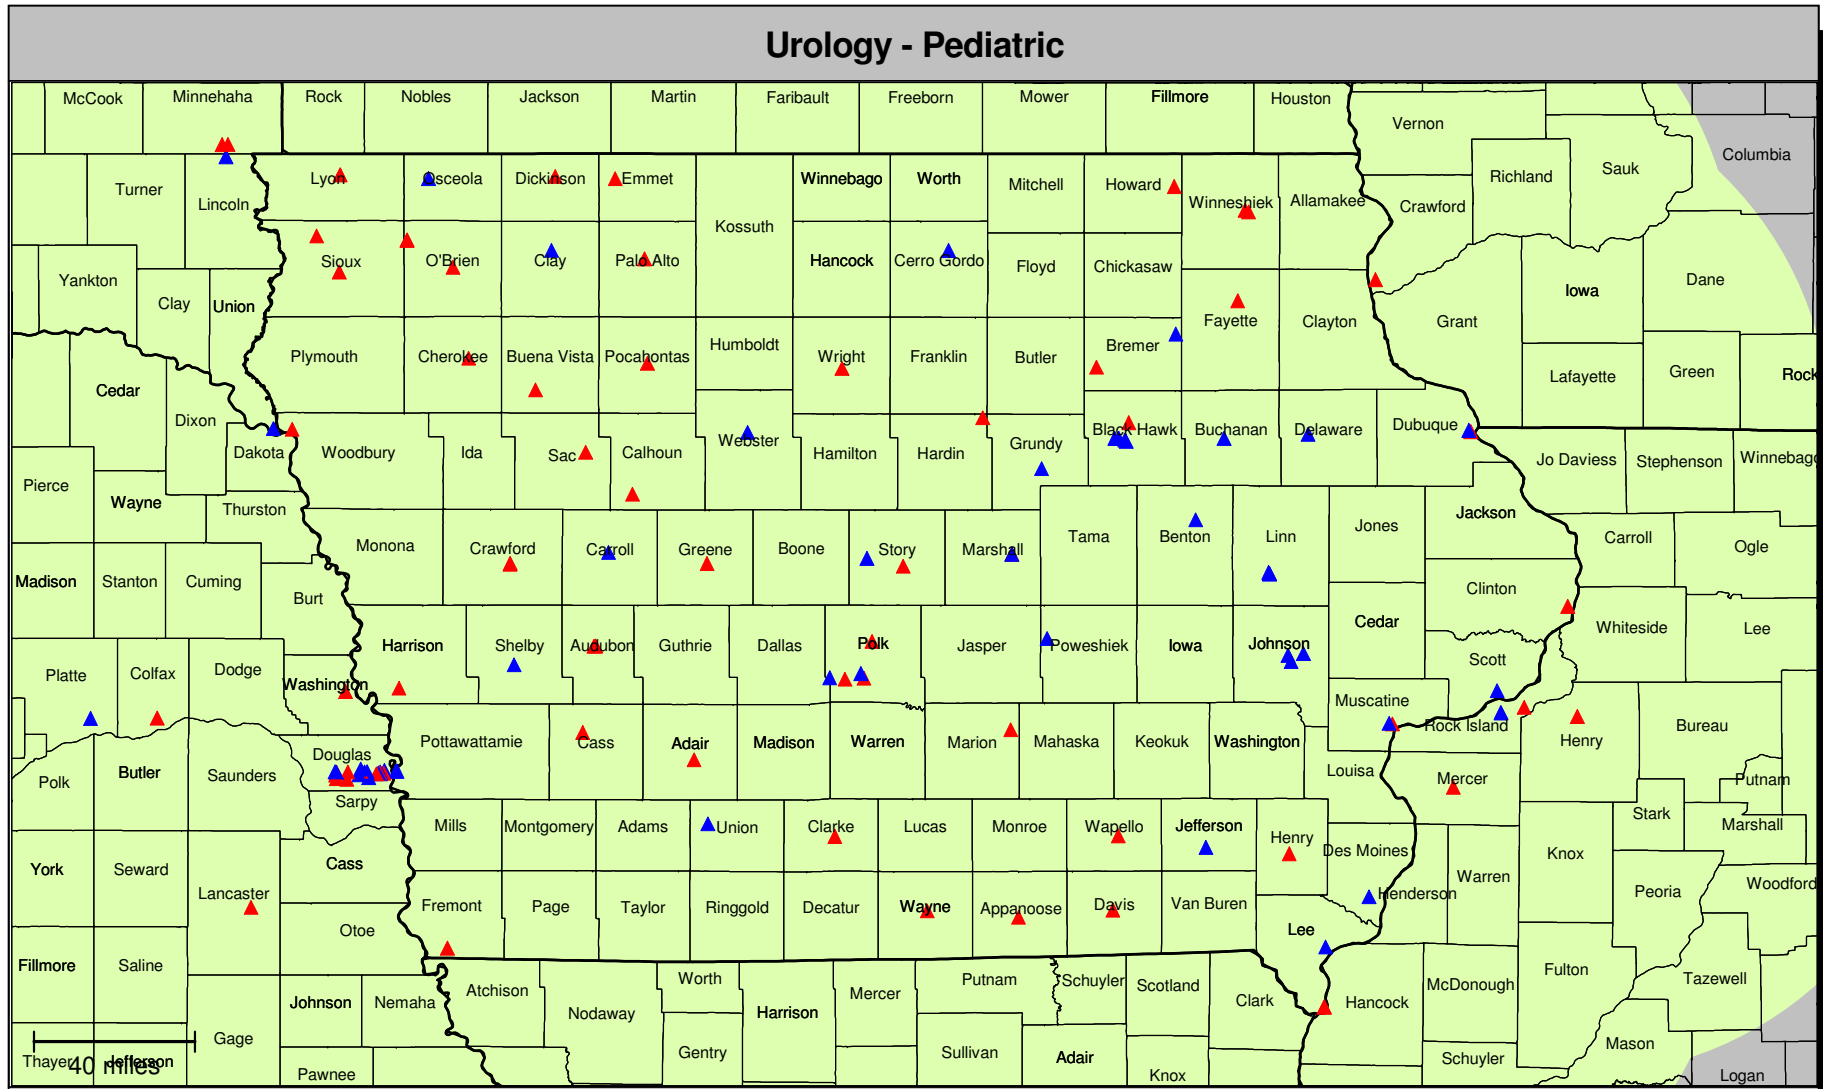 Urology - Pediatric
McCook Minnehaha Rock Nobles Jackson Martin Faribault Freeborn Mower Fillmore Houston
Vernon
Columbia
Turner Lincoln Lyon Osceola Dickinson Emmet Winnebago Worth Mitchell Howard Winneshiek Allamakee Crawford Richland Sauk
Kossuth
Yankton Clay Union Sioux O'Brien Clay Palo Alto Hancock Cerro Gordo Floyd Chickasaw Iowa Dane
Fayette Clayton Grant
Cedar Dixon Plymouth Cherokee Buena Vista Pocahontas Humboldt Wright Franklin Butler Bremer Lafayette Green Rock
Dakota Woodbury Ida Sac Calhoun Webster Hamilton Hardin Grundy Black Hawk Buchanan Delaware Dubuque Jo Daviess Stephenson Winnebago
Pierce Wayne Thurston
Monona Crawford Carroll Greene Boone Story Marshall Tama Benton Linn Jones Jackson Carroll Ogle
Madison Stanton Cuming Burt Clinton
Harrison Shelby Audubon Guthrie Dallas Polk Jasper Poweshiek Iowa Johnson Cedar Scott Whiteside Lee
Platte Colfax Dodge Washington
Muscatine Rock Island Henry Bureau
Polk Butler Saunders Douglas Pottawattamie Cass Adair Madison Warren Marion Mahaska Keokuk Washington
Louisa Mercer Putnam
Sarpy Mills Montgomery Adams Union Clarke Lucas Monroe Wapello Jefferson Henry Des Moines Stark Marshall
York Seward Lancaster Cass Knox
Warren Peoria Woodford
Fremont Page Taylor Ringgold Decatur Wayne Appanoose Davis Van Buren Henderson
Otoe Lee
Fillmore Saline Fulton Tazewell
Johnson Nemaha Atchison Nodaway Worth Harrison Mercer Putnam Schuyler Scotland Clark Hancock McDonough
Gage Gentry Sullivan Adair Schuyler Mason
Thayer Jefferson Pawnee Knox Logan
40 miles